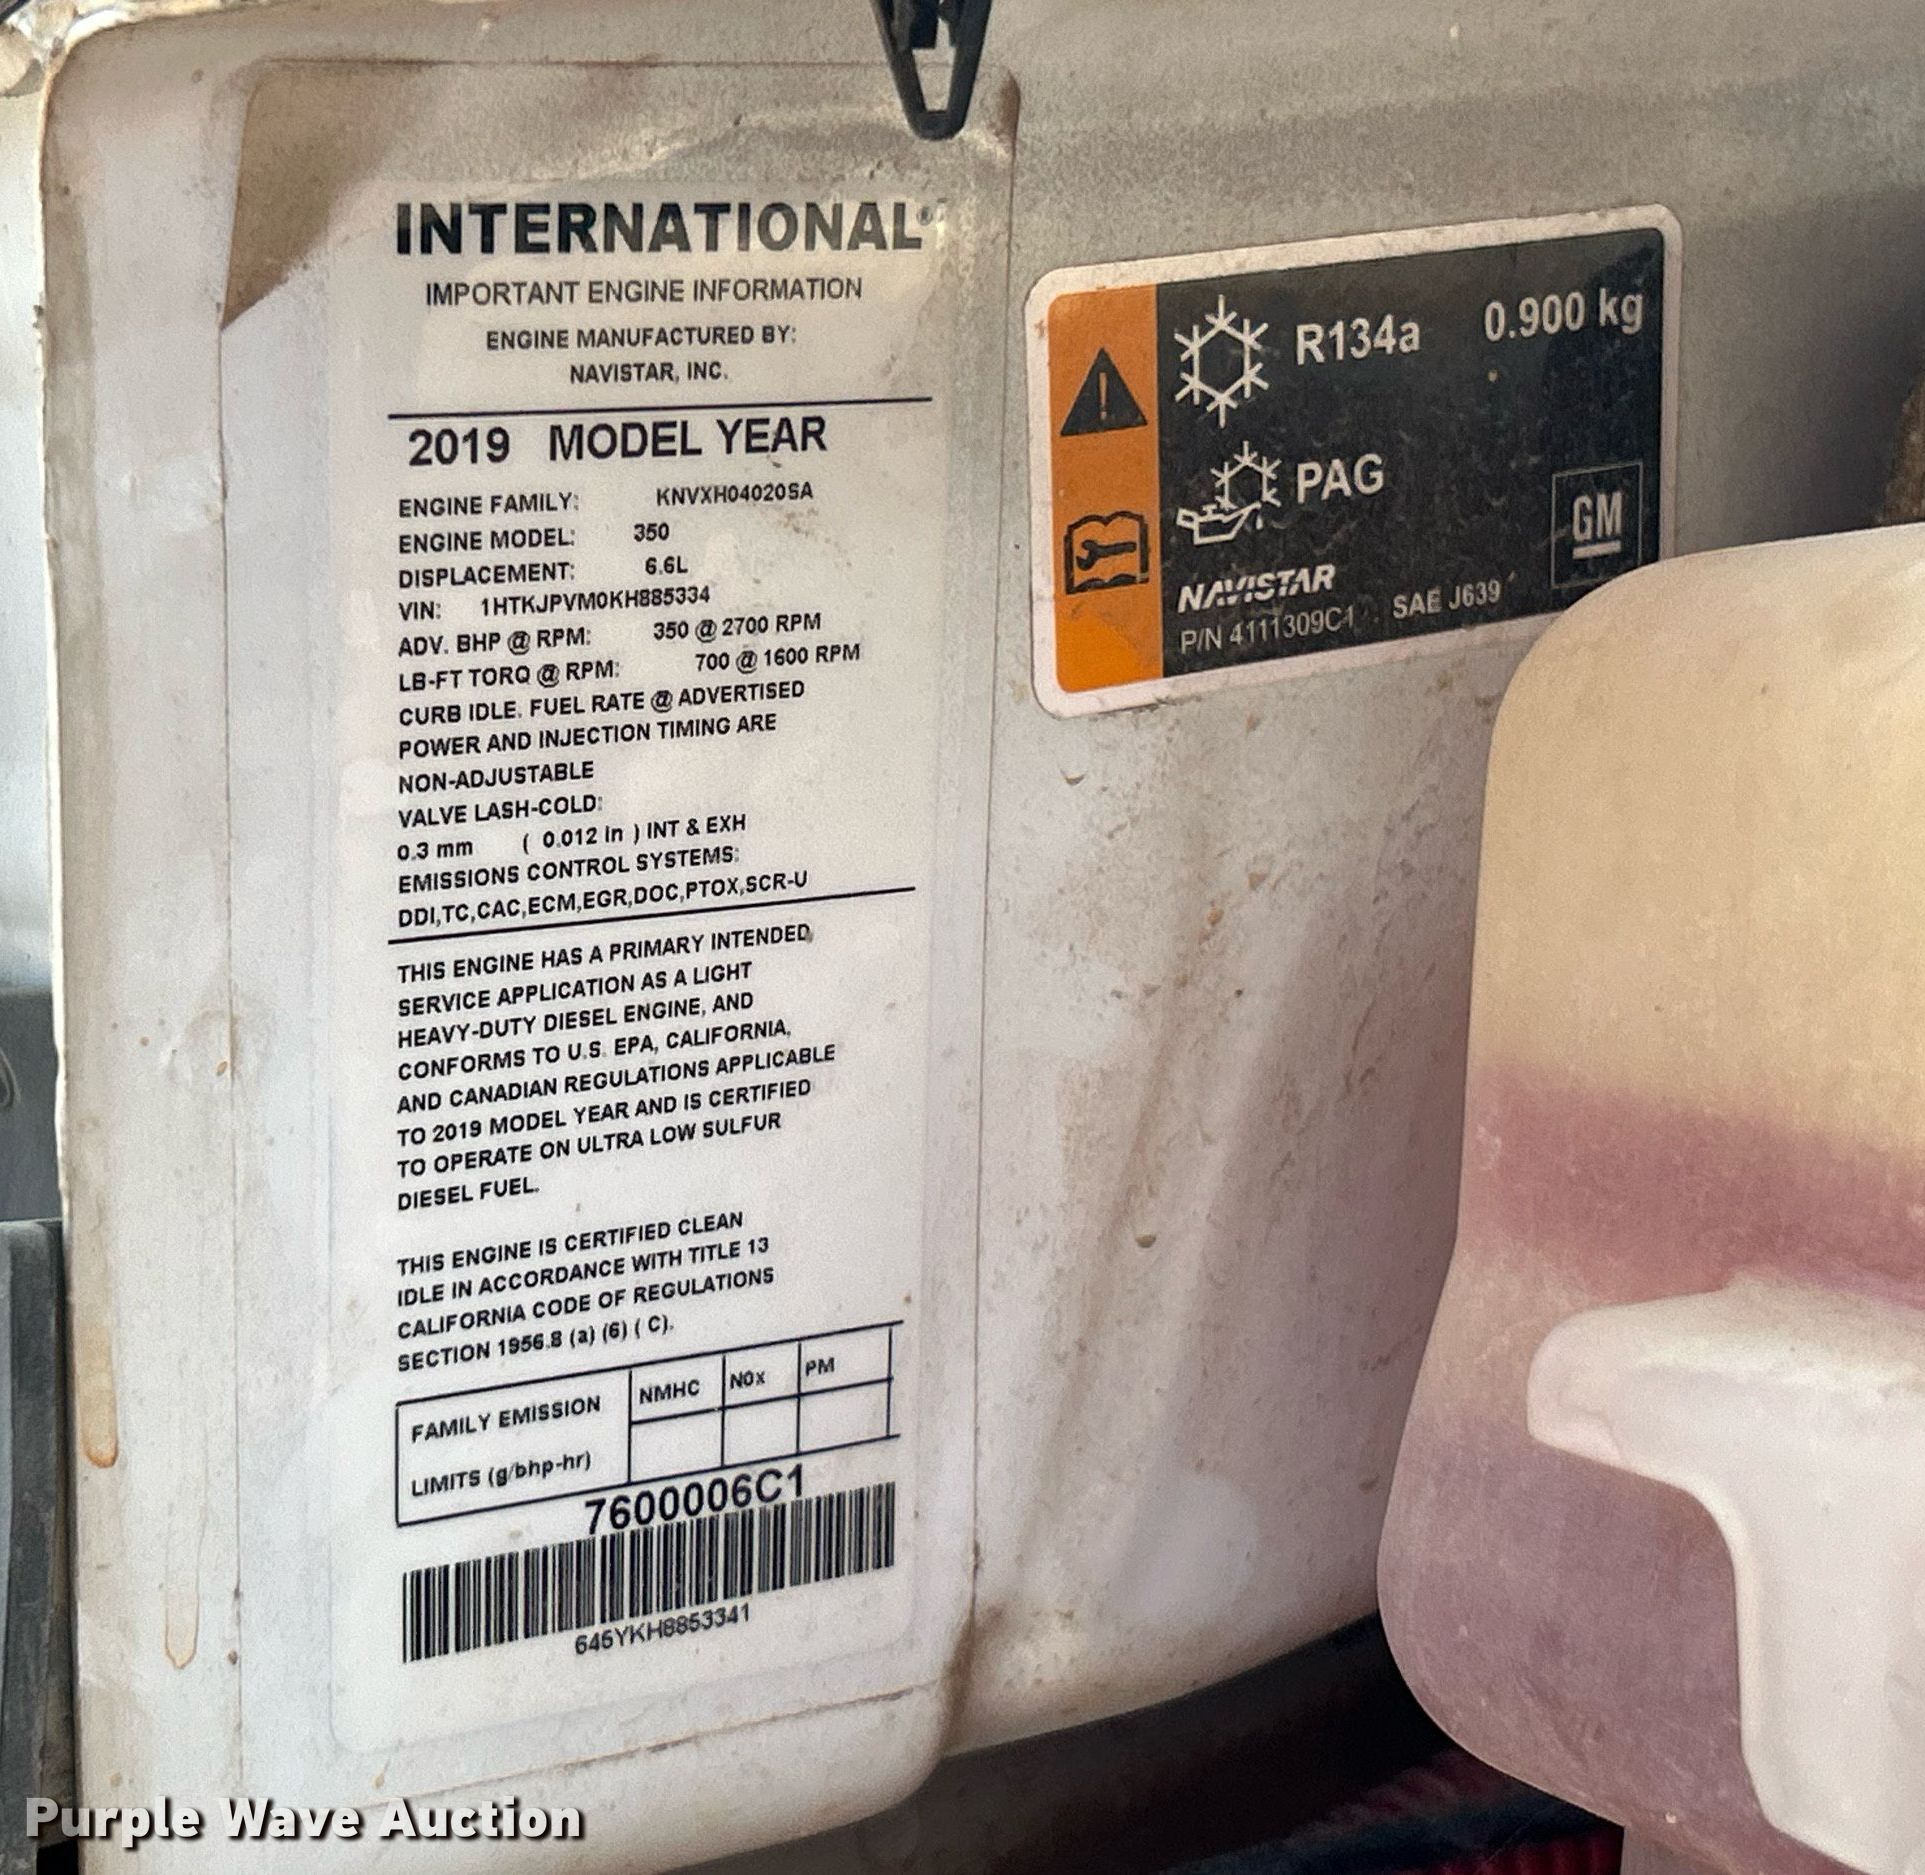 INTERNATIONAL®
IMPORTANT ENGINE INFORMATION
ENGINE MANUFACTURED BY:
NAVISTAR, INC.
2019 MODEL YEAR
ENGINE FAMILY: KNVXH04020SA
ENGINE MODEL: 350
DISPLACEMENT: 6.6L
VIN: 1HTKJPVM0KH885334
ADV. BHP @ RPM: 350 @ 2700 RPM
LB-FT TORQ @ RPM: 700 @ 1600 RPM
CURB IDLE. FUEL RATE @ ADVERTISED
POWER AND INJECTION TIMING ARE
NON-ADJUSTABLE
VALVE LASH-COLD:
0.3 mm ( 0.012 in ) INT & EXH
EMISSIONS CONTROL SYSTEMS:
DDI,TC,CAC,ECM,EGR,DOC,PTOX,SCR-U
THIS ENGINE HAS A PRIMARY INTENDED
SERVICE APPLICATION AS A LIGHT
HEAVY-DUTY DIESEL ENGINE, AND
CONFORMS TO U.S. EPA, CALIFORNIA,
AND CANADIAN REGULATIONS APPLICABLE
TO 2019 MODEL YEAR AND IS CERTIFIED
TO OPERATE ON ULTRA LOW SULFUR
DIESEL FUEL.
THIS ENGINE IS CERTIFIED CLEAN
IDLE IN ACCORDANCE WITH TITLE 13
CALIFORNIA CODE OF REGULATIONS
SECTION 1956.8 (a) (6) ( C).
FAMILY EMISSION NMHC N0x PM
LIMITS (g/bhp-hr)
7600006C1
645YKH8853341
R134a 0.900 kg
PAG
GM
NAVISTAR
P/N 4111309C1 SAE J639
Purple Wave Auction